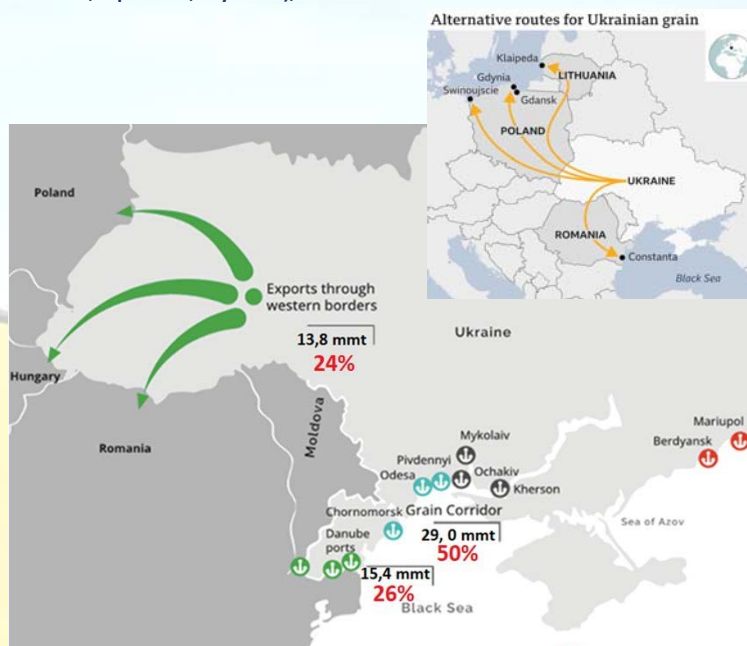 Alternative routes for Ukrainian grain
Klaipeda
LITHUANIA
Gdynia
Swinoujscie
Gdansk
POLAND
UKRAINE
ROMANIA
Constanta
Black Sea
Poland
Exports through
western borders
13,8 mmt
24%
Ukraine
Hungary
Romania
Moldova
Mariupol
Berdyansk
Mykolaiv
Pivdennyi
Odesa
Ochakiv
Kherson
Chornomorsk
Grain Corridor
29, 0 mmt
50%
Sea of Azov
Danube
ports
15,4 mmt
26%
Black Sea